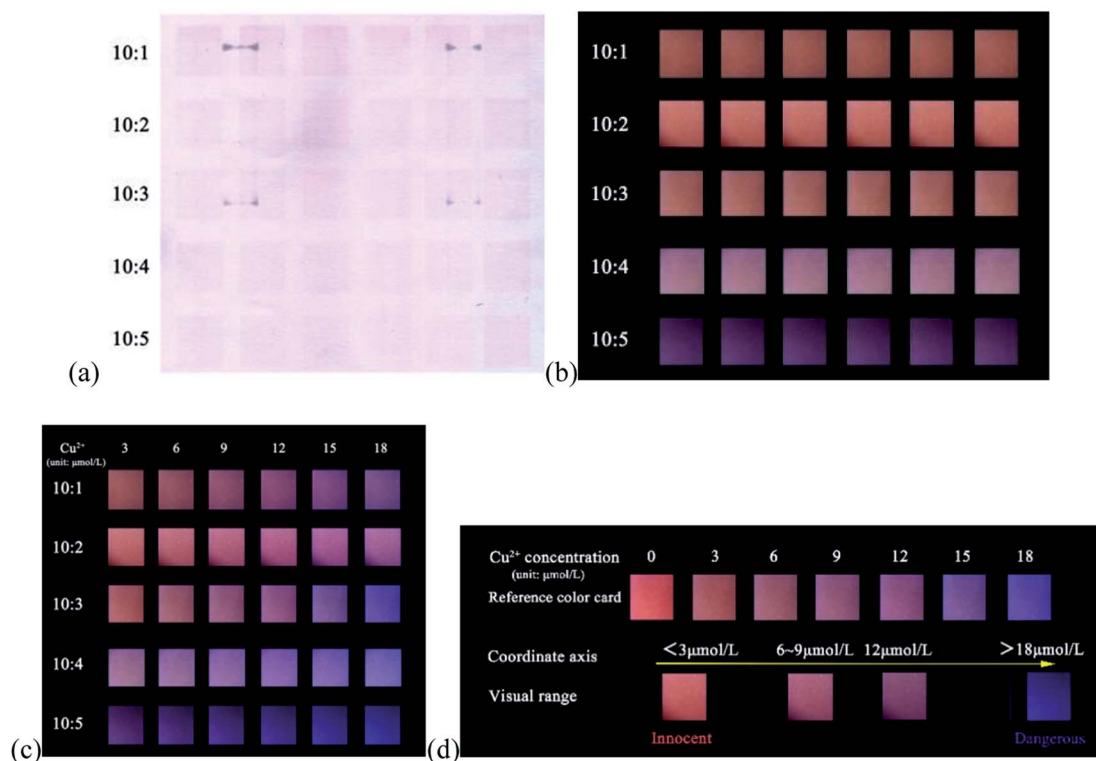 10:1
10:2
10:3
10:4
10:5
(a)
10:1
10:2
10:3
10:4
10:5
(b)
Cu²⁺ 3 6 9 12 15 18
(unit: μmol/L)
10:1
10:2
10:3
10:4
10:5
(c)
Cu²⁺ concentration 0 3 6 9 12 15 18
(unit: μmol/L)
Reference color card
<3μmol/L 6~9μmol/L 12μmol/L >18μmol/L
Coordinate axis
Visual range
Innocent Dangerous
(d)